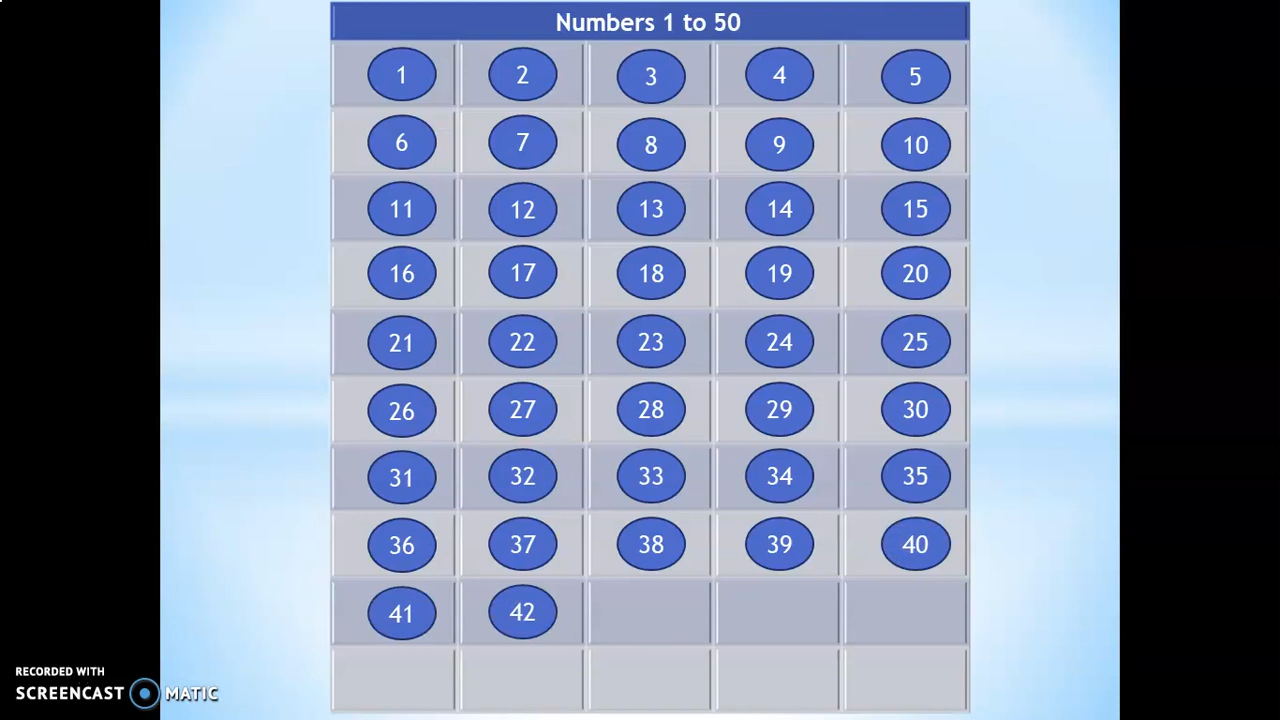 Numbers 1 to 50
1 2 3 4 5
6 7 8 9 10
11 12 13 14 15
16 17 18 19 20
21 22 23 24 25
26 27 28 29 30
31 32 33 34 35
36 37 38 39 40
41 42
RECORDED WITH
SCREENCAST MATIC